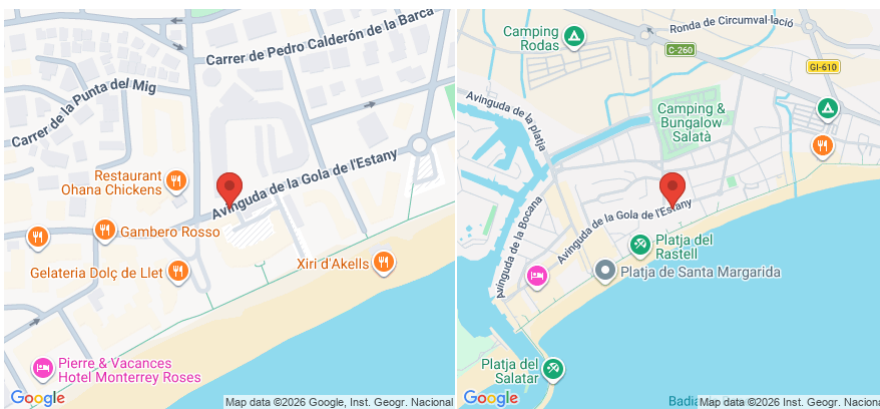 Carrer de Pedro Calderón de la Barca
Carrer de la Punta del Mig
Restaurant
Ohana Chickens
Avinguda de la Gola de l'Estany
Gambero Rosso
Gelateria Dolç de Llet
Xiri d'Akells
Pierre & Vacances
Hotel Monterrey Roses
Google
Map data ©2026 Google, Inst. Geogr. Nacional
Camping
Rodas
Ronda de Circumval·lació
C-260
GI-610
Avinguda de la platja
Camping &
Bungalow
Salatà
Avinguda de la Bocana
Avinguda de la Gola de l'Estany
Platja del
Rastell
Platja de Santa Margarida
Platja del
Salatar
Badia
Google
Map data ©2026 Google, Inst. Geogr. Nacional